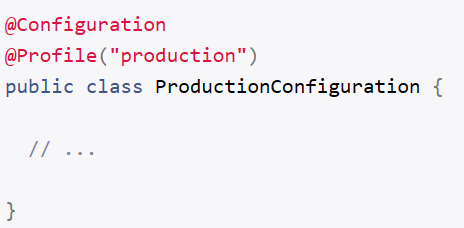 @Configuration
@Profile("production")
public class ProductionConfiguration {
// ...
}